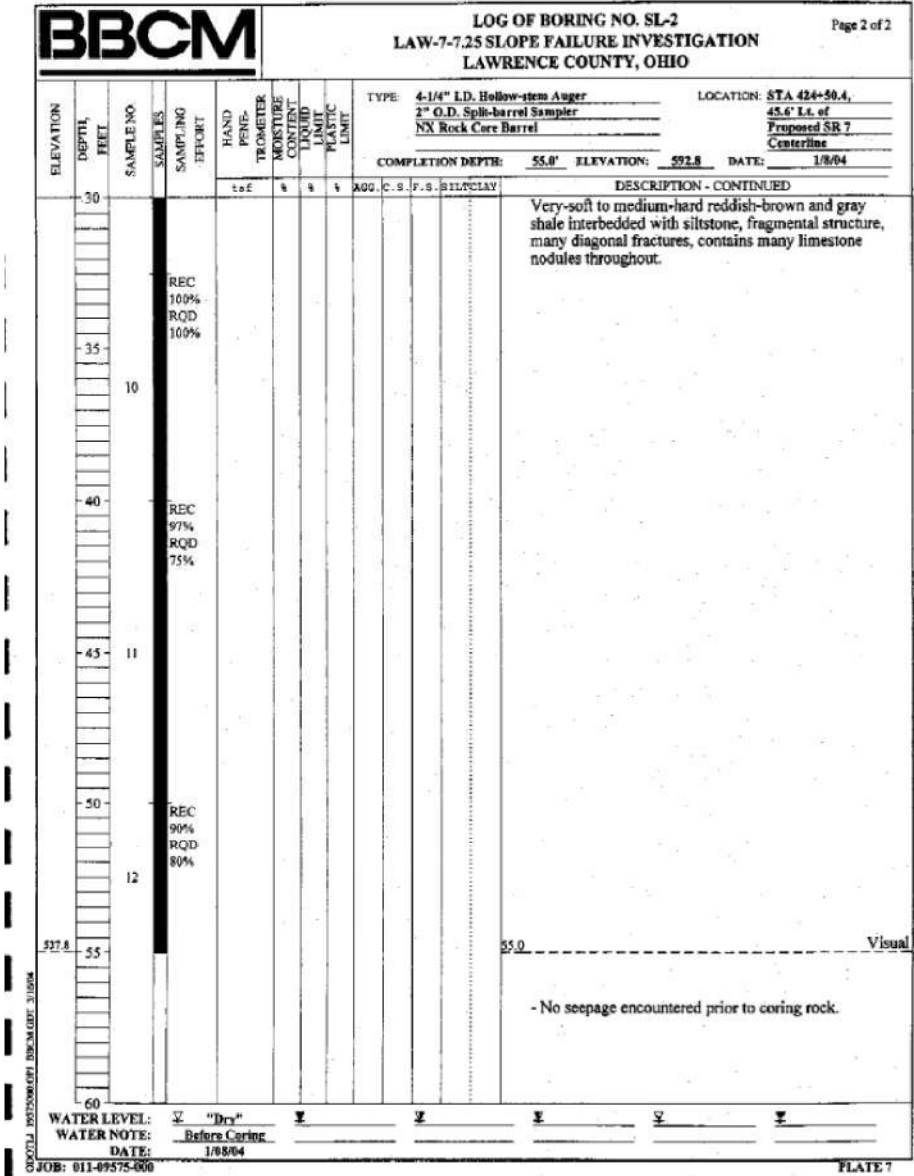 BBCM
LOG OF BORING NO. SL-2
LAW-7-7.25 SLOPE FAILURE INVESTIGATION
LAWRENCE COUNTY, OHIO
Page 2 of 2
ELEVATION
DEPTH, FEET
SAMPLE NO.
SAMPLES
SAMPLING EFFORT
HAND PENE-TROMETER
MOISTURE CONTENT
LIQUID LIMIT
PLASTIC LIMIT
TYPE: 4-1/4" I.D. Hollow-stem Auger
2" O.D. Split-barrel Sampler
NX Rock Core Barrel
LOCATION: STA 424+50.4,
45.6' Lt. of
Proposed SR 7
Centerline
COMPLETION DEPTH: 55.0' ELEVATION: 592.8 DATE: 1/8/04
tsf % % % AGG. C.S. F.S. SILT CLAY DESCRIPTION - CONTINUED
30
Very-soft to medium-hard reddish-brown and gray
shale interbedded with siltstone, fragmental structure,
many diagonal fractures, contains many limestone
nodules throughout.
REC
100%
RQD
100%
35
10
40
REC
97%
RQD
75%
45 11
50
REC
90%
RQD
80%
12
537.8 55 55.0 Visual
- No seepage encountered prior to coring rock.
60
WATER LEVEL: "Dry"
WATER NOTE: Before Coring
DATE: 1/08/04
JOB: 011-09575-000 PLATE 7